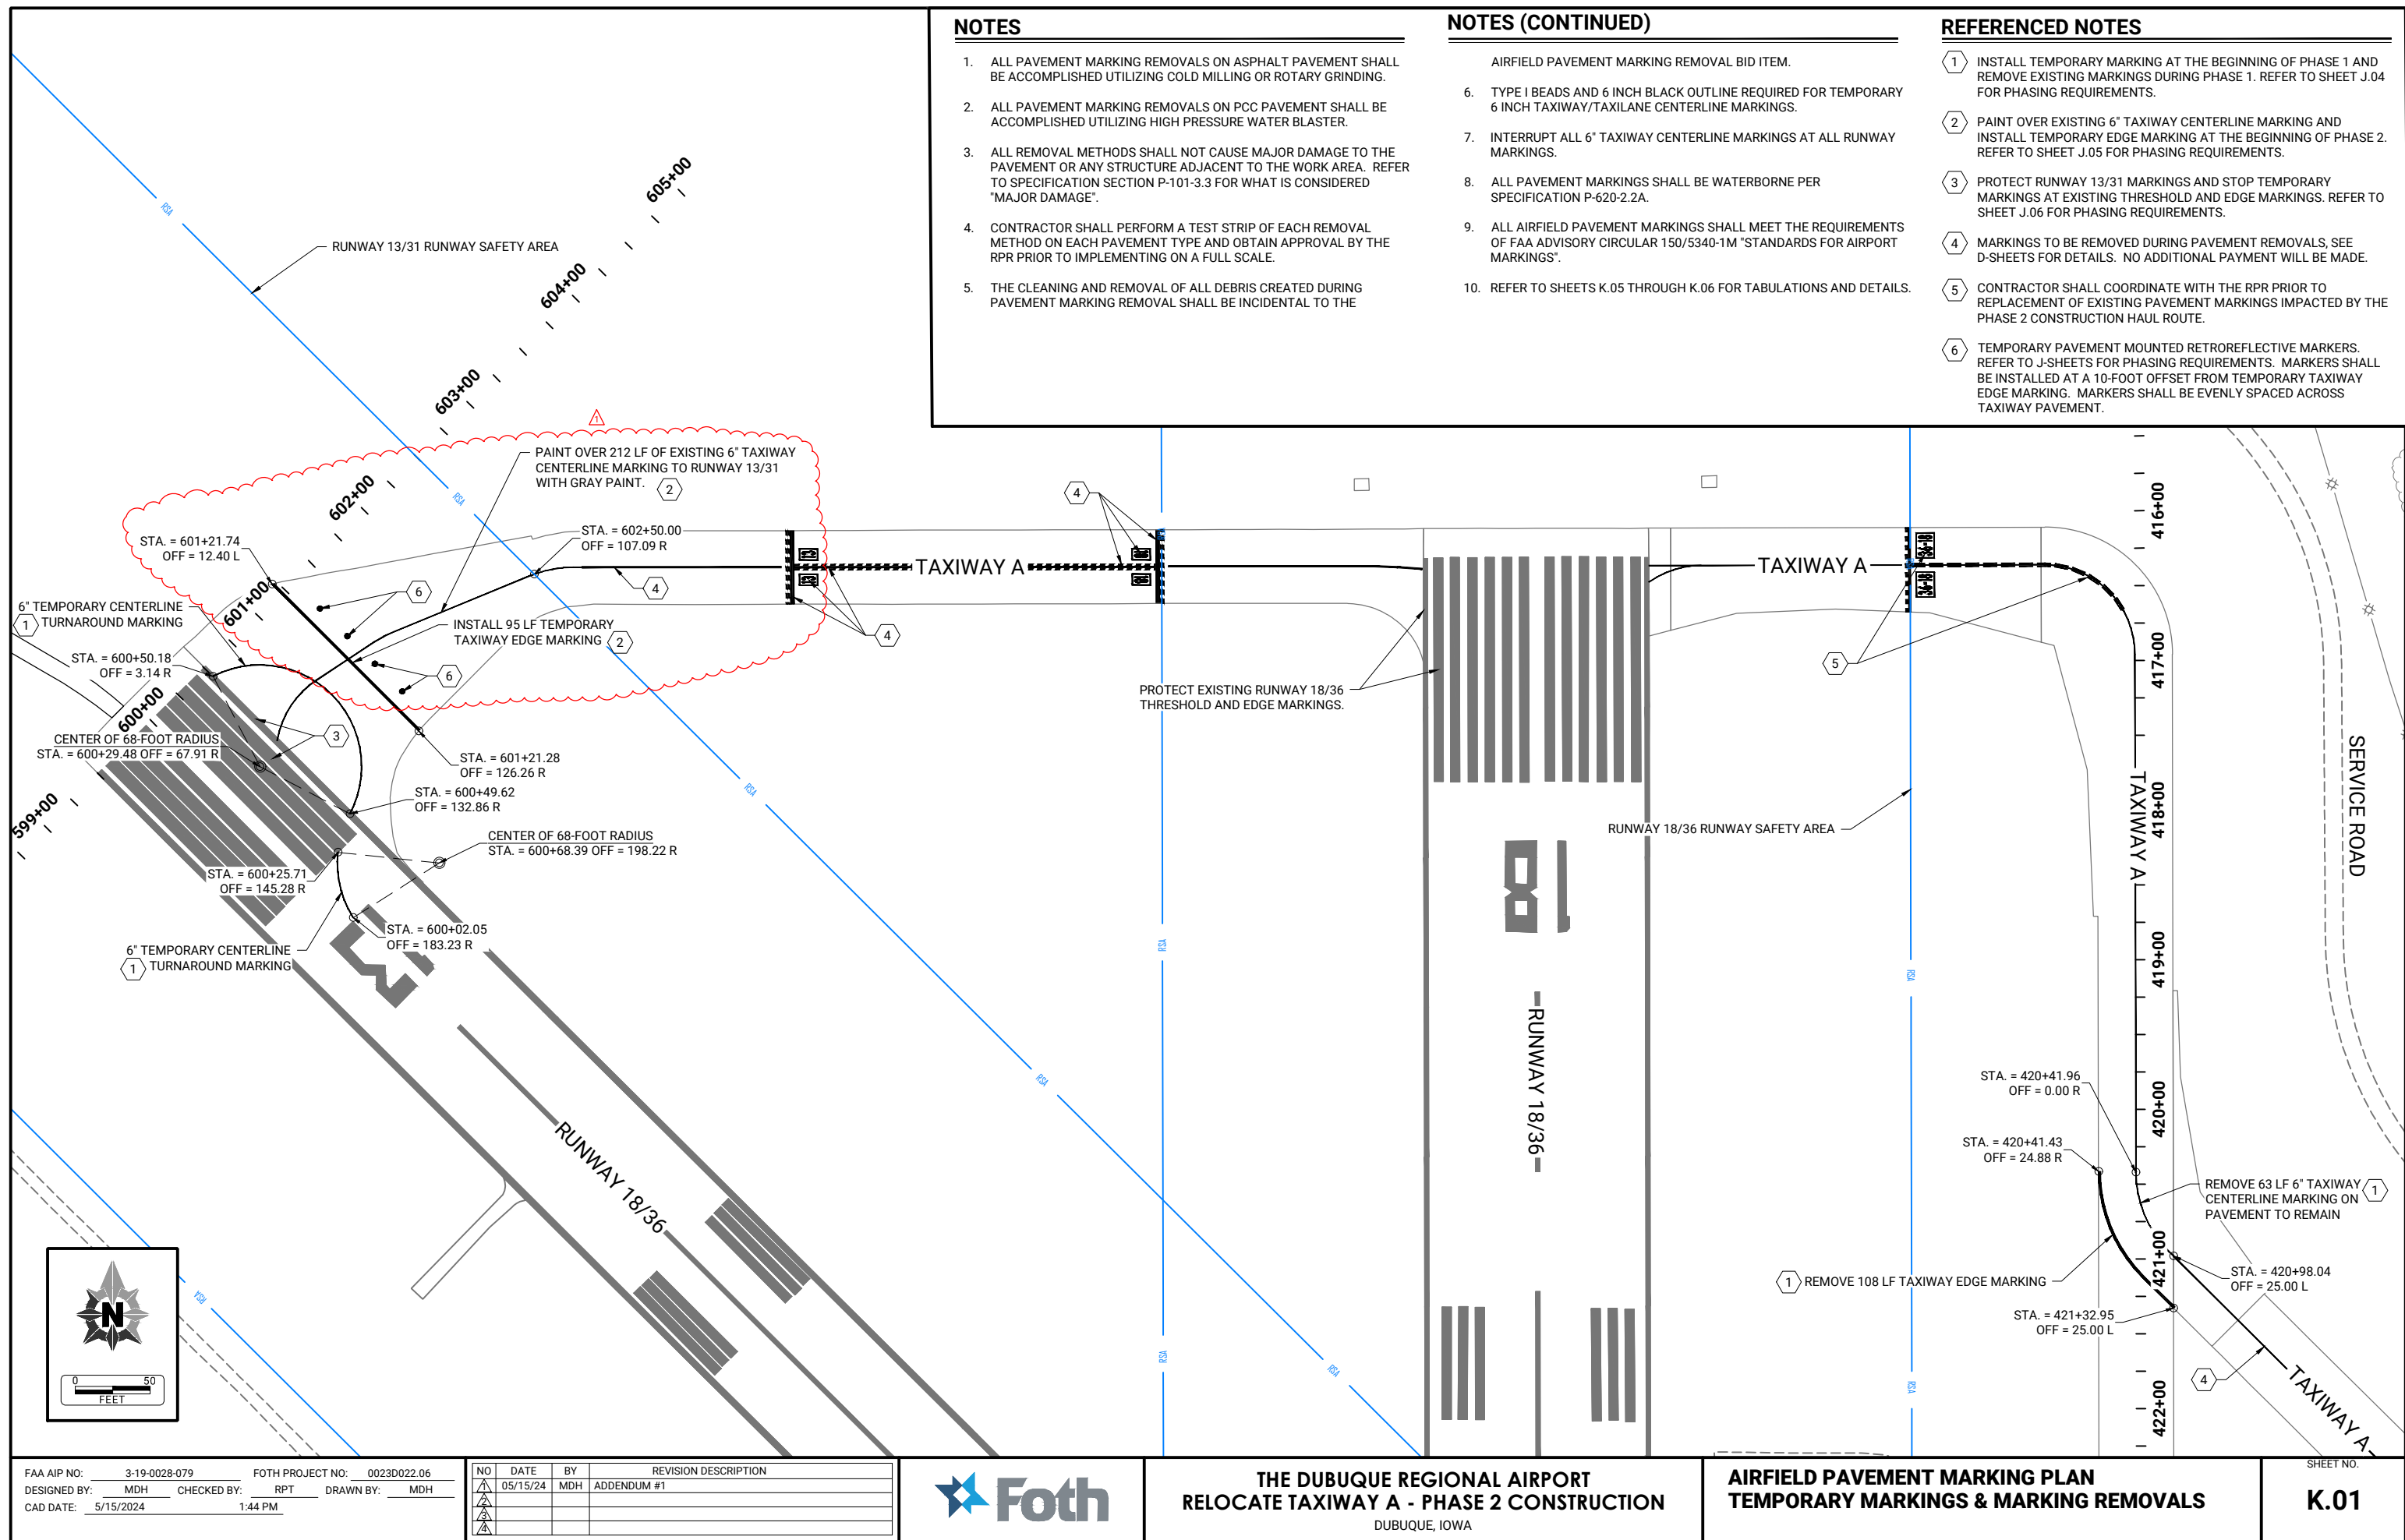 NOTES
1. ALL PAVEMENT MARKING REMOVALS ON ASPHALT PAVEMENT SHALL
BE ACCOMPLISHED UTILIZING COLD MILLING OR ROTARY GRINDING.
2. ALL PAVEMENT MARKING REMOVALS ON PCC PAVEMENT SHALL BE
ACCOMPLISHED UTILIZING HIGH PRESSURE WATER BLASTER.
3. ALL REMOVAL METHODS SHALL NOT CAUSE MAJOR DAMAGE TO THE
PAVEMENT OR ANY STRUCTURE ADJACENT TO THE WORK AREA. REFER
TO SPECIFICATION SECTION P-101-3.3 FOR WHAT IS CONSIDERED
"MAJOR DAMAGE".
4. CONTRACTOR SHALL PERFORM A TEST STRIP OF EACH REMOVAL
METHOD ON EACH PAVEMENT TYPE AND OBTAIN APPROVAL BY THE
RPR PRIOR TO IMPLEMENTING ON A FULL SCALE.
5. THE CLEANING AND REMOVAL OF ALL DEBRIS CREATED DURING
PAVEMENT MARKING REMOVAL SHALL BE INCIDENTAL TO THE
NOTES (CONTINUED)
AIRFIELD PAVEMENT MARKING REMOVAL BID ITEM.
6. TYPE I BEADS AND 6 INCH BLACK OUTLINE REQUIRED FOR TEMPORARY
6 INCH TAXIWAY/TAXILANE CENTERLINE MARKINGS.
7. INTERRUPT ALL 6" TAXIWAY CENTERLINE MARKINGS AT ALL RUNWAY
MARKINGS.
8. ALL PAVEMENT MARKINGS SHALL BE WATERBORNE PER
SPECIFICATION P-620-2.2A.
9. ALL AIRFIELD PAVEMENT MARKINGS SHALL MEET THE REQUIREMENTS
OF FAA ADVISORY CIRCULAR 150/5340-1M "STANDARDS FOR AIRPORT
MARKINGS".
10. REFER TO SHEETS K.05 THROUGH K.06 FOR TABULATIONS AND DETAILS.
REFERENCED NOTES
1 INSTALL TEMPORARY MARKING AT THE BEGINNING OF PHASE 1 AND
REMOVE EXISTING MARKINGS DURING PHASE 1. REFER TO SHEET J.04
FOR PHASING REQUIREMENTS.
2 PAINT OVER EXISTING 6" TAXIWAY CENTERLINE MARKING AND
INSTALL TEMPORARY EDGE MARKING AT THE BEGINNING OF PHASE 2.
REFER TO SHEET J.05 FOR PHASING REQUIREMENTS.
3 PROTECT RUNWAY 13/31 MARKINGS AND STOP TEMPORARY
MARKINGS AT EXISTING THRESHOLD AND EDGE MARKINGS. REFER TO
SHEET J.06 FOR PHASING REQUIREMENTS.
4 MARKINGS TO BE REMOVED DURING PAVEMENT REMOVALS, SEE
D-SHEETS FOR DETAILS. NO ADDITIONAL PAYMENT WILL BE MADE.
5 CONTRACTOR SHALL COORDINATE WITH THE RPR PRIOR TO
REPLACEMENT OF EXISTING PAVEMENT MARKINGS IMPACTED BY THE
PHASE 2 CONSTRUCTION HAUL ROUTE.
6 TEMPORARY PAVEMENT MOUNTED RETROREFLECTIVE MARKERS.
REFER TO J-SHEETS FOR PHASING REQUIREMENTS. MARKERS SHALL
BE INSTALLED AT A 10-FOOT OFFSET FROM TEMPORARY TAXIWAY
EDGE MARKING. MARKERS SHALL BE EVENLY SPACED ACROSS
TAXIWAY PAVEMENT.
RSA
RUNWAY 13/31 RUNWAY SAFETY AREA
605+00
604+00
603+00
602+00
601+00
600+00
599+00
1
PAINT OVER 212 LF OF EXISTING 6" TAXIWAY
CENTERLINE MARKING TO RUNWAY 13/31
WITH GRAY PAINT. 2
RSA
STA. = 601+21.74
OFF = 12.40 L
STA. = 602+50.00
OFF = 107.09 R
4
TAXIWAY A
4
4
6
INSTALL 95 LF TEMPORARY
TAXIWAY EDGE MARKING 2
6
6" TEMPORARY CENTERLINE
1 TURNAROUND MARKING
STA. = 600+50.18
OFF = 3.14 R
CENTER OF 68-FOOT RADIUS
STA. = 600+29.48 OFF = 67.91 R
3
STA. = 601+21.28
OFF = 126.26 R
STA. = 600+49.62
OFF = 132.86 R
CENTER OF 68-FOOT RADIUS
STA. = 600+68.39 OFF = 198.22 R
STA. = 600+25.71
OFF = 145.28 R
STA. = 600+02.05
OFF = 183.23 R
6" TEMPORARY CENTERLINE
1 TURNAROUND MARKING
RSA
RSA
RSA
RSA
RSA
RSA
RUNWAY 18/36
PROTECT EXISTING RUNWAY 18/36
THRESHOLD AND EDGE MARKINGS.
18
RUNWAY 18/36
TAXIWAY A
5
RUNWAY 18/36 RUNWAY SAFETY AREA
RSA
RSA
416+00
417+00
418+00
419+00
420+00
421+00
422+00
TAXIWAY A
SERVICE ROAD
STA. = 420+41.96
OFF = 0.00 R
STA. = 420+41.43
OFF = 24.88 R
REMOVE 63 LF 6" TAXIWAY
CENTERLINE MARKING ON 1
PAVEMENT TO REMAIN
1 REMOVE 108 LF TAXIWAY EDGE MARKING
STA. = 420+98.04
OFF = 25.00 L
STA. = 421+32.95
OFF = 25.00 L
4
TAXIWAY A
N
0 50
FEET
FAA AIP NO: 3-19-0028-079 FOTH PROJECT NO: 0023D022.06
DESIGNED BY: MDH CHECKED BY: RPT DRAWN BY: MDH
CAD DATE: 5/15/2024 1:44 PM
NO DATE BY REVISION DESCRIPTION
1 05/15/24 MDH ADDENDUM #1
2
3
4
Foth
THE DUBUQUE REGIONAL AIRPORT
RELOCATE TAXIWAY A - PHASE 2 CONSTRUCTION
DUBUQUE, IOWA
AIRFIELD PAVEMENT MARKING PLAN
TEMPORARY MARKINGS & MARKING REMOVALS
SHEET NO.
K.01